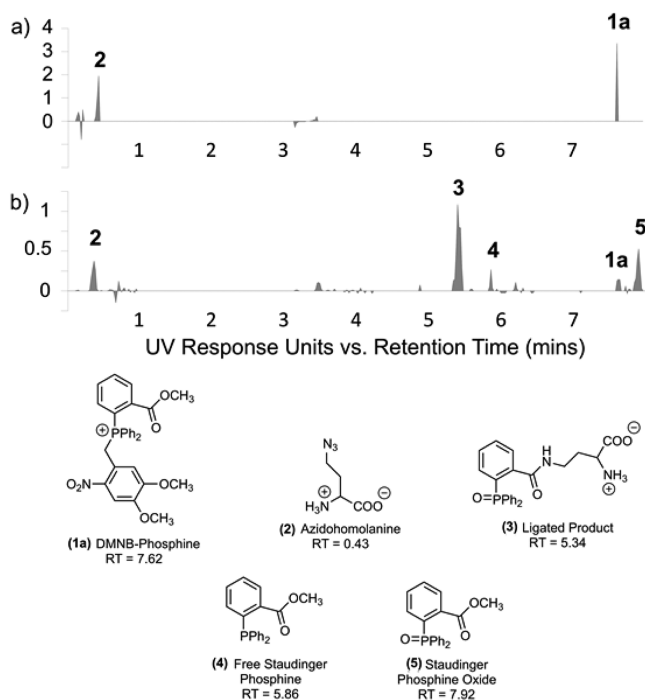 a)
4
3
2
1
0
2
1a
1 2 3 4 5 6 7
b)
1
0.5
0
2
3
4
1a
5
1 2 3 4 5 6 7
UV Response Units vs. Retention Time (mins)
OCH₃
O
⊕
PPh₂
O₂N
OCH₃
OCH₃
(1a) DMNB-Phosphine
RT = 7.62
N₃
⊕
H₃N
COO
⊖
(2) Azidohomolanine
RT = 0.43
H
N
COO
⊖
NH₃
⊕
O
O=PPh₂
(3) Ligated Product
RT = 5.34
OCH₃
O
PPh₂
(4) Free Staudinger
Phosphine
RT = 5.86
OCH₃
O
O=PPh₂
(5) Staudinger
Phosphine Oxide
RT = 7.92